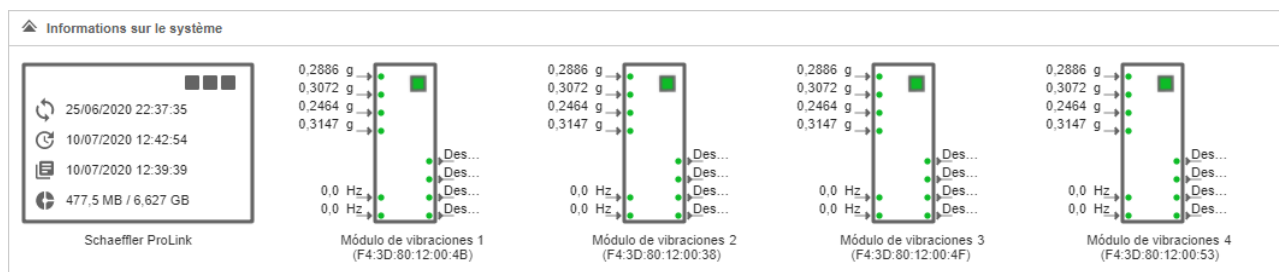 Informations sur le système
25/06/2020 22:37:35
10/07/2020 12:42:54
10/07/2020 12:39:39
477,5 MB / 6,627 GB
Schaeffler ProLink
0,2886 g
0,3072 g
0,2464 g
0,3147 g
Des...
Des...
Des...
Des...
0,0 Hz
0,0 Hz
Módulo de vibraciones 1
(F4:3D:80:12:00:4B)
0,2886 g
0,3072 g
0,2464 g
0,3147 g
Des...
Des...
Des...
Des...
0,0 Hz
0,0 Hz
Módulo de vibraciones 2
(F4:3D:80:12:00:38)
0,2886 g
0,3072 g
0,2464 g
0,3147 g
Des...
Des...
Des...
Des...
0,0 Hz
0,0 Hz
Módulo de vibraciones 3
(F4:3D:80:12:00:4F)
0,2886 g
0,3072 g
0,2464 g
0,3147 g
Des...
Des...
Des...
Des...
0,0 Hz
0,0 Hz
Módulo de vibraciones 4
(F4:3D:80:12:00:53)